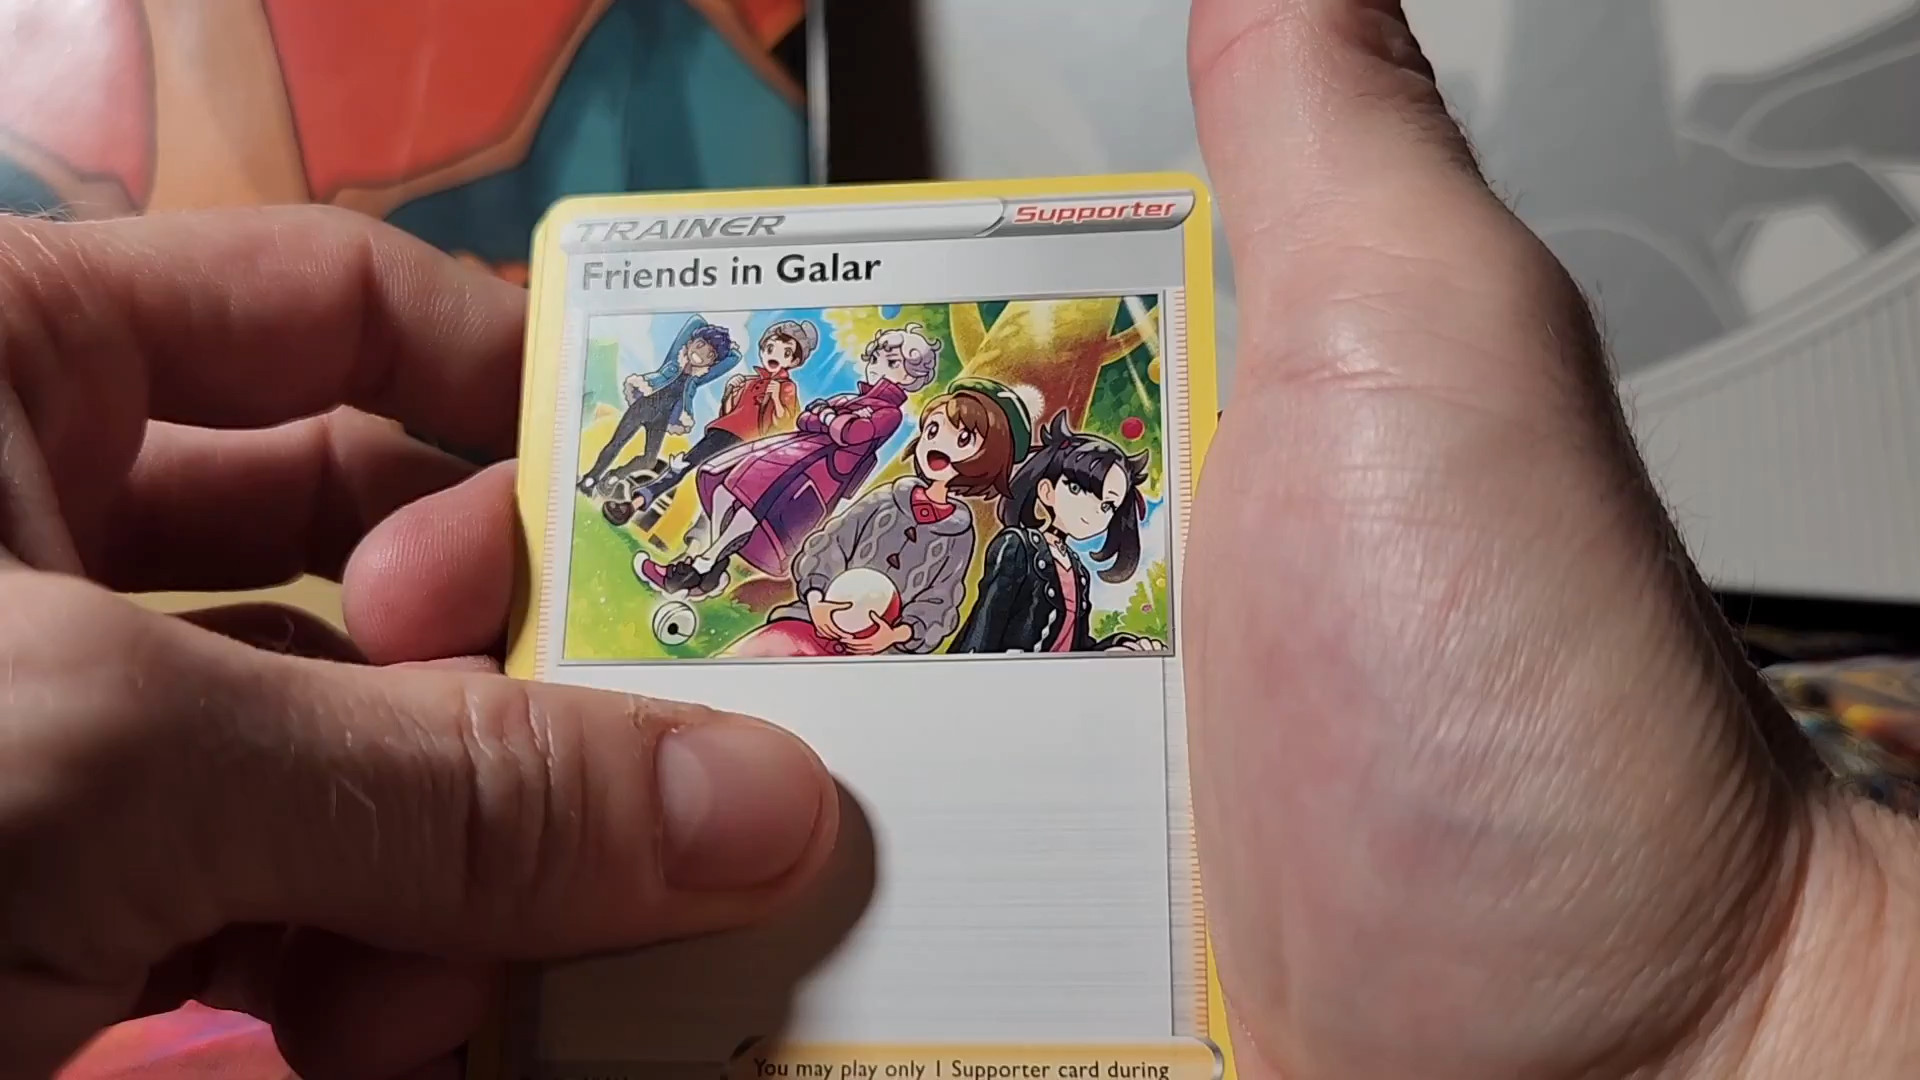 TRAINER
Supporter
Friends in Galar
You may play only 1 Supporter card during